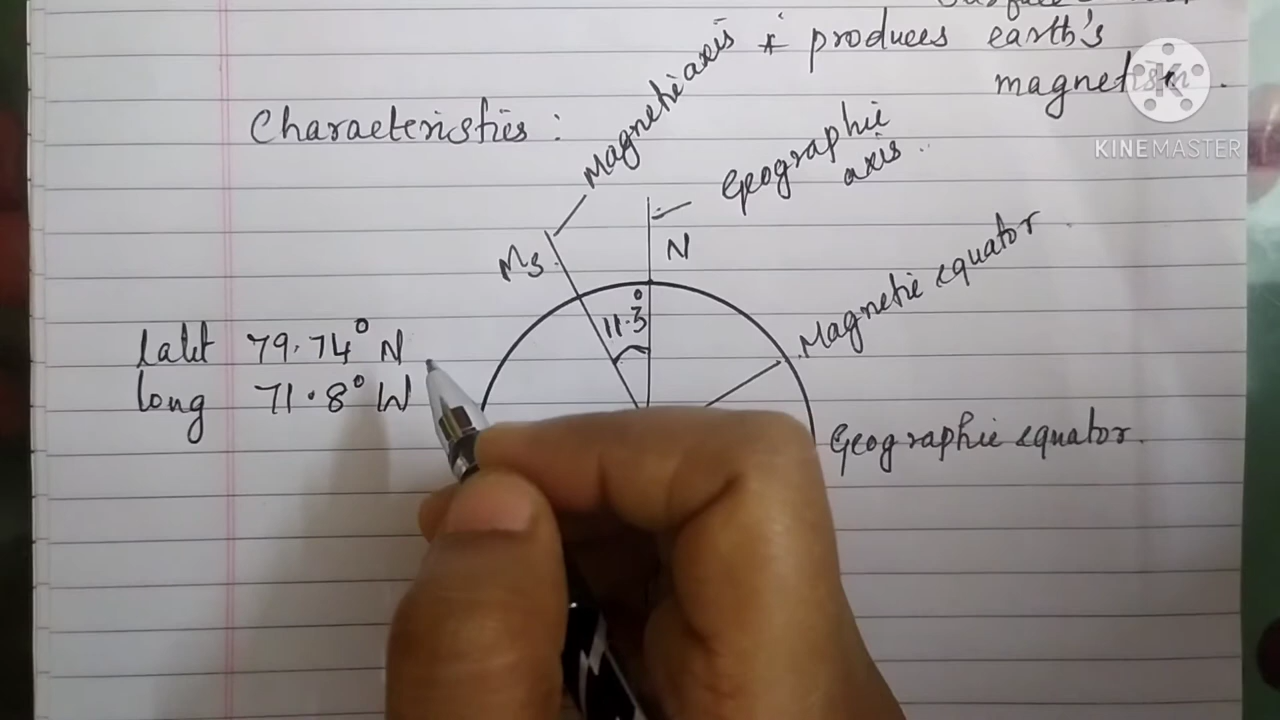 produces earth's
magnetism.
KINEMASTER
Characteristics :
Magnetic axis
Geographic
axis
N
Ms
11.3°
Magnetic equator
latit 79.74° N
long 71.8° W
Geographic equator.